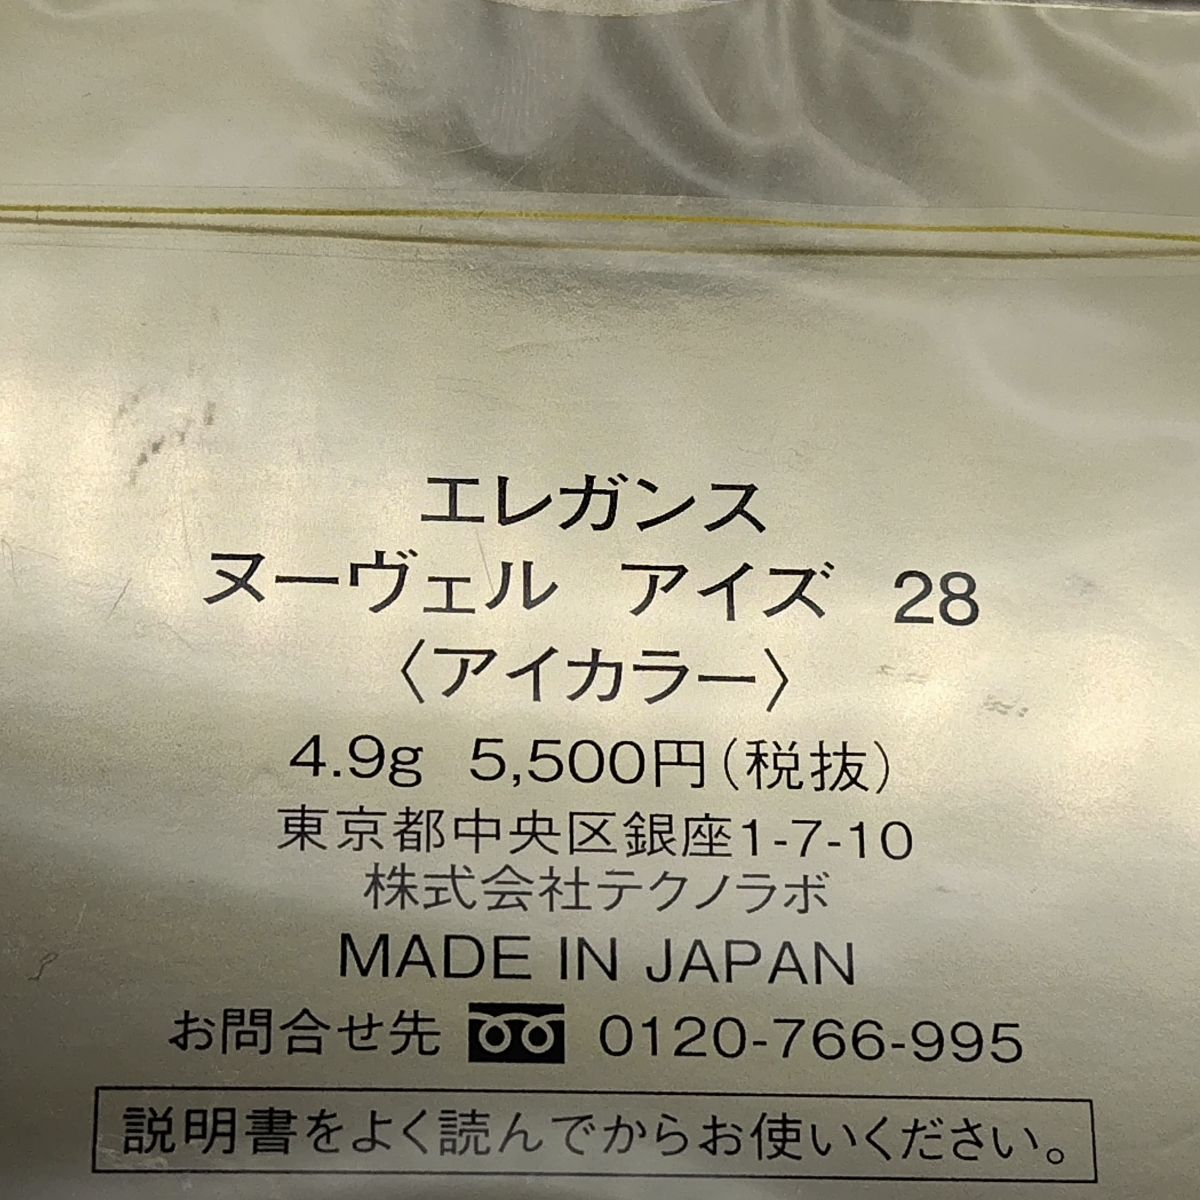 エレガンス
ヌーヴェル アイズ 28
〈アイカラー〉
4.9g 5,500円(税抜)
東京都中央区銀座1-7-10
株式会社テクノラボ
MADE IN JAPAN
お問合せ先 0120-766-995
説明書をよく読んでからお使いください。